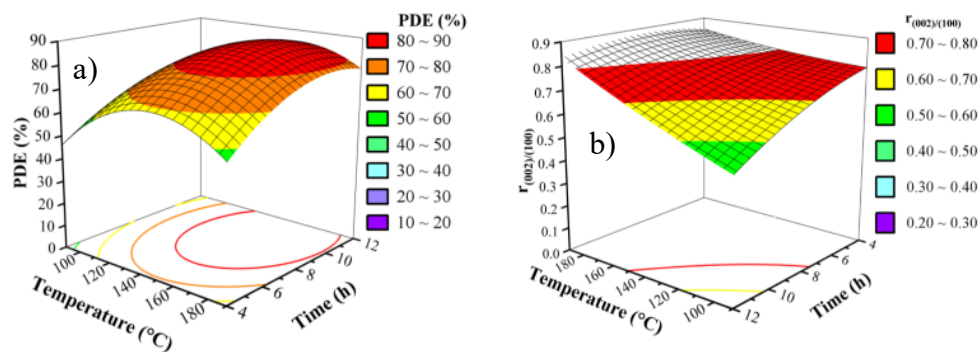 a)
PDE (%)
80 ~ 90
70 ~ 80
60 ~ 70
50 ~ 60
40 ~ 50
30 ~ 40
20 ~ 30
10 ~ 20
PDE (%)
90
80
70
60
50
40
30
20
10
0
100
120
140
160
180
Temperature (°C)
4
6
8
10
12
Time (h)
b)
r(002)/(100)
0.70 ~ 0.80
0.60 ~ 0.70
0.50 ~ 0.60
0.40 ~ 0.50
0.30 ~ 0.40
0.20 ~ 0.30
r(002)/(100)
0.9
0.8
0.7
0.6
0.5
0.4
0.3
0.2
0.1
0.0
180
160
140
120
100
Temperature (°C)
12
10
8
6
4
Time (h)